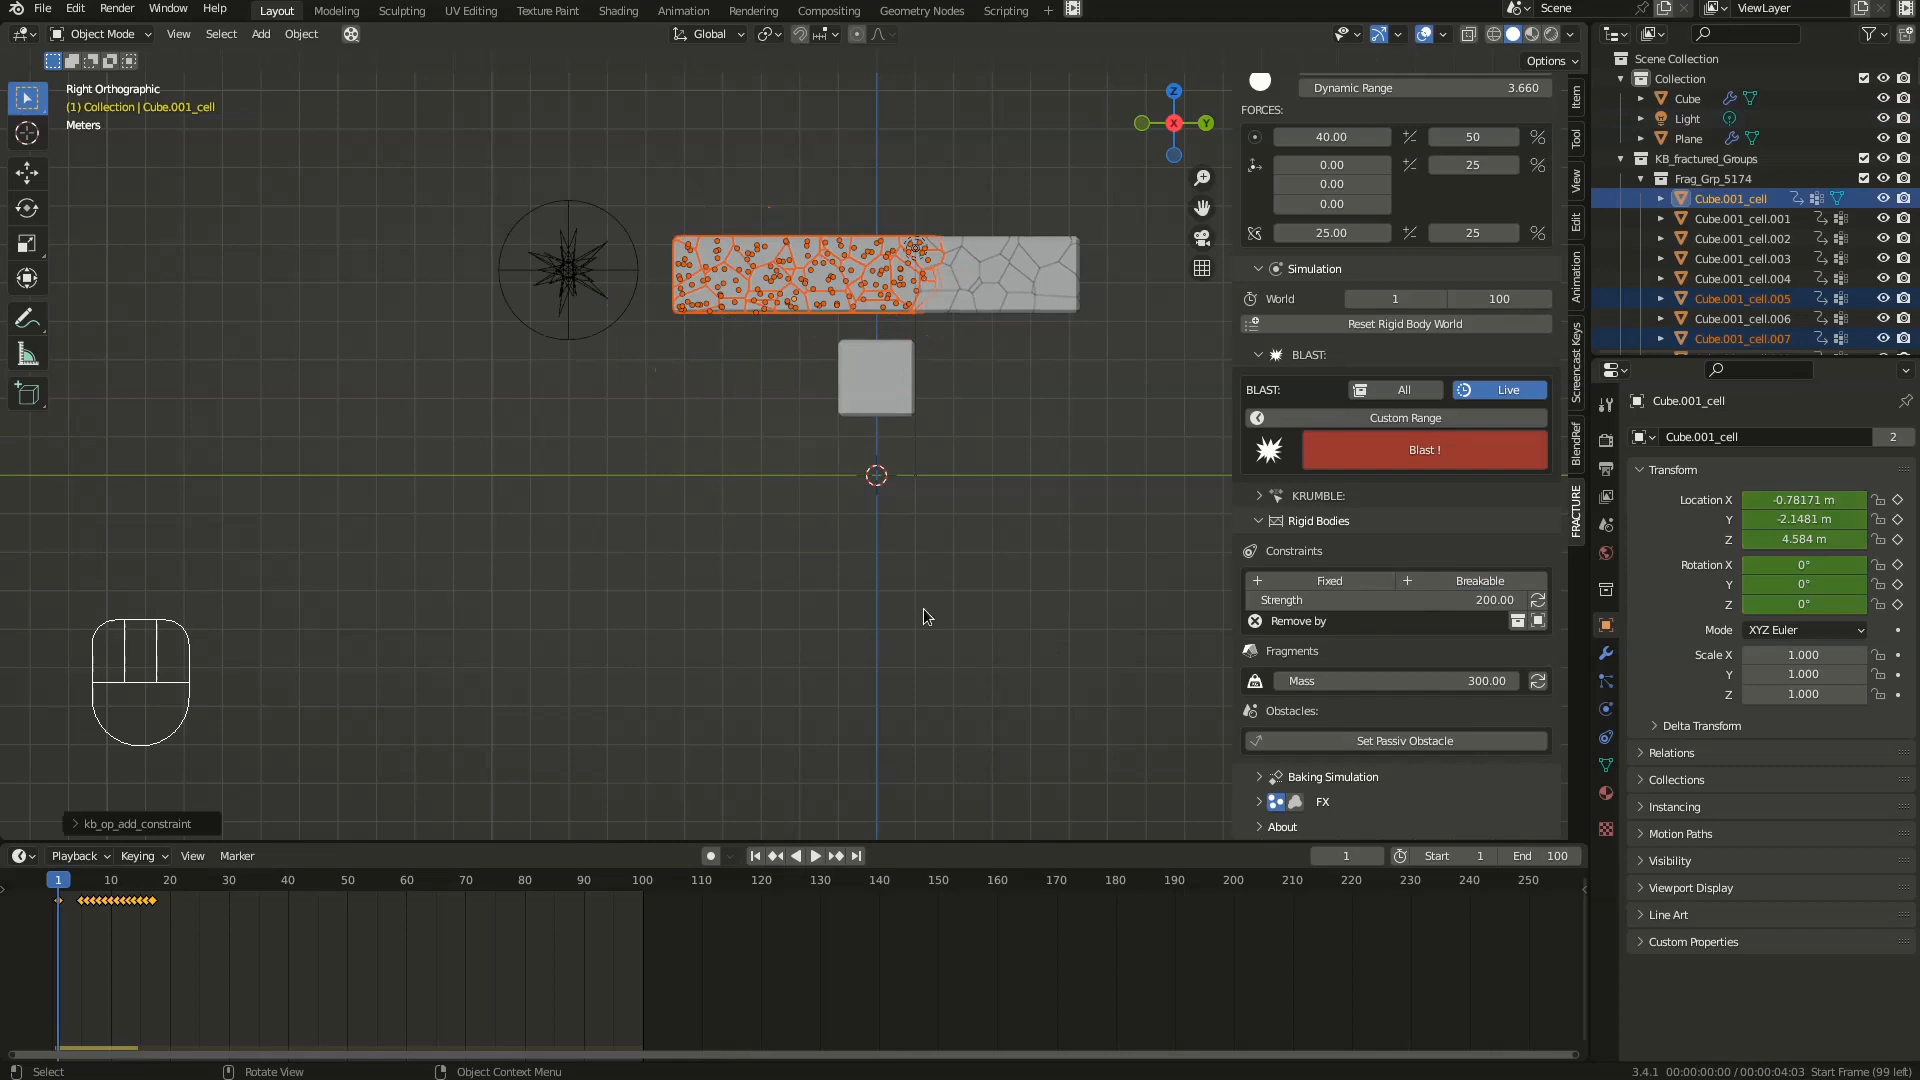 File Edit Render Window Help Layout Modeling Sculpting UV Editing Texture Paint Shading Animation Rendering Compositing Geometry Nodes Scripting + Scene ViewLayer
Object Mode View Select Add Object Global
Options
Right Orthographic
(1) Collection | Cube.001_cell
Meters
Z
X
Y
Dynamic Range 3.660
FORCES:
40.00 50 %
0.00 25 %
0.00
0.00
25.00 25 %
Simulation
World 1 100
Reset Rigid Body World
BLAST:
BLAST: All Live
Custom Range
Blast !
KRUMBLE:
Rigid Bodies
Constraints
+ Fixed + Breakable
Strength 200.00
Remove by
Fragments
Mass 300.00
Obstacles:
Set Passiv Obstacle
Baking Simulation
FX
About
Item
Tool
View
Edit
Animation
Screencast Keys
BlendRef
FRACTURE
Scene Collection
Collection
Cube
Light
Plane
KB_fractured_Groups
Frag_Grp_5174
Cube.001_cell
Cube.001_cell.001
Cube.001_cell.002
Cube.001_cell.003
Cube.001_cell.004
Cube.001_cell.005
Cube.001_cell.006
Cube.001_cell.007
Cube.001_cell
Cube.001_cell 2
Transform
Location X -0.78171 m
Y -2.1481 m
Z 4.584 m
Rotation X 0°
Y 0°
Z 0°
Mode XYZ Euler
Scale X 1.000
Y 1.000
Z 1.000
Delta Transform
Relations
Collections
Instancing
Motion Paths
Visibility
Viewport Display
Line Art
Custom Properties
kb_op_add_constraint
Playback Keying View Marker 1 Start 1 End 100
1 10 20 30 40 50 60 70 80 90 100 110 120 130 140 150 160 170 180 190 200 210 220 230 240 250
Select Rotate View Object Context Menu 3.4.1 00:00:00:00 / 00:00:04:03 Start Frame (99 left)